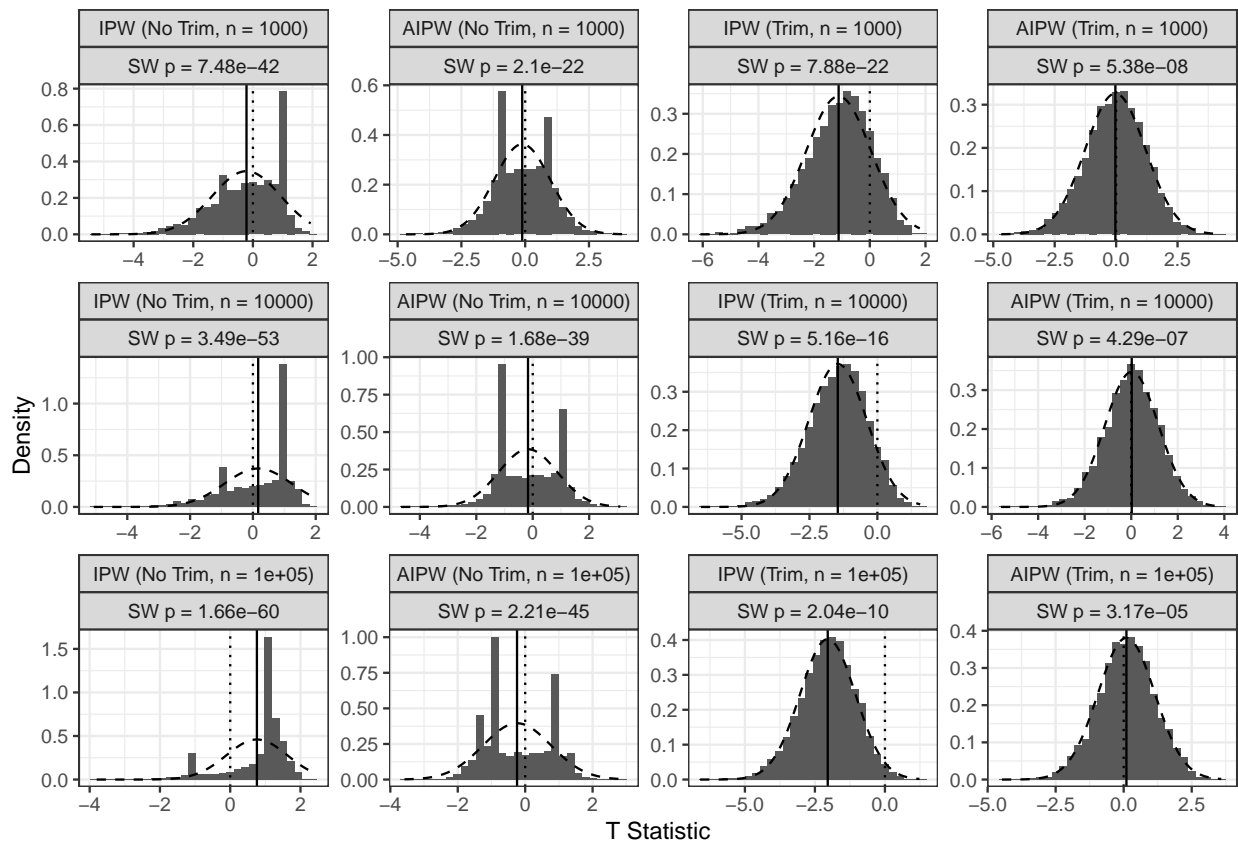 IPW (No Trim, n = 1000)
SW p = 7.48e−42
0.8
0.6
0.4
0.2
0.0
−4 −2 0 2
AIPW (No Trim, n = 1000)
SW p = 2.1e−22
0.6
0.4
0.2
0.0
−5.0 −2.5 0.0 2.5
IPW (Trim, n = 1000)
SW p = 7.88e−22
0.3
0.2
0.1
0.0
−6 −4 −2 0 2
AIPW (Trim, n = 1000)
SW p = 5.38e−08
0.3
0.2
0.1
0.0
−5.0 −2.5 0.0 2.5
Density
IPW (No Trim, n = 10000)
SW p = 3.49e−53
1.0
0.5
0.0
−4 −2 0 2
AIPW (No Trim, n = 10000)
SW p = 1.68e−39
1.00
0.75
0.50
0.25
0.00
−4 −2 0 2
IPW (Trim, n = 10000)
SW p = 5.16e−16
0.3
0.2
0.1
0.0
−5.0 −2.5 0.0
AIPW (Trim, n = 10000)
SW p = 4.29e−07
0.3
0.2
0.1
0.0
−6 −4 −2 0 2 4
IPW (No Trim, n = 1e+05)
SW p = 1.66e−60
1.5
1.0
0.5
0.0
−4 −2 0 2
AIPW (No Trim, n = 1e+05)
SW p = 2.21e−45
1.00
0.75
0.50
0.25
0.00
−4 −2 0 2
IPW (Trim, n = 1e+05)
SW p = 2.04e−10
0.4
0.3
0.2
0.1
0.0
−5.0 −2.5 0.0
AIPW (Trim, n = 1e+05)
SW p = 3.17e−05
0.4
0.3
0.2
0.1
0.0
−5.0 −2.5 0.0 2.5
T Statistic